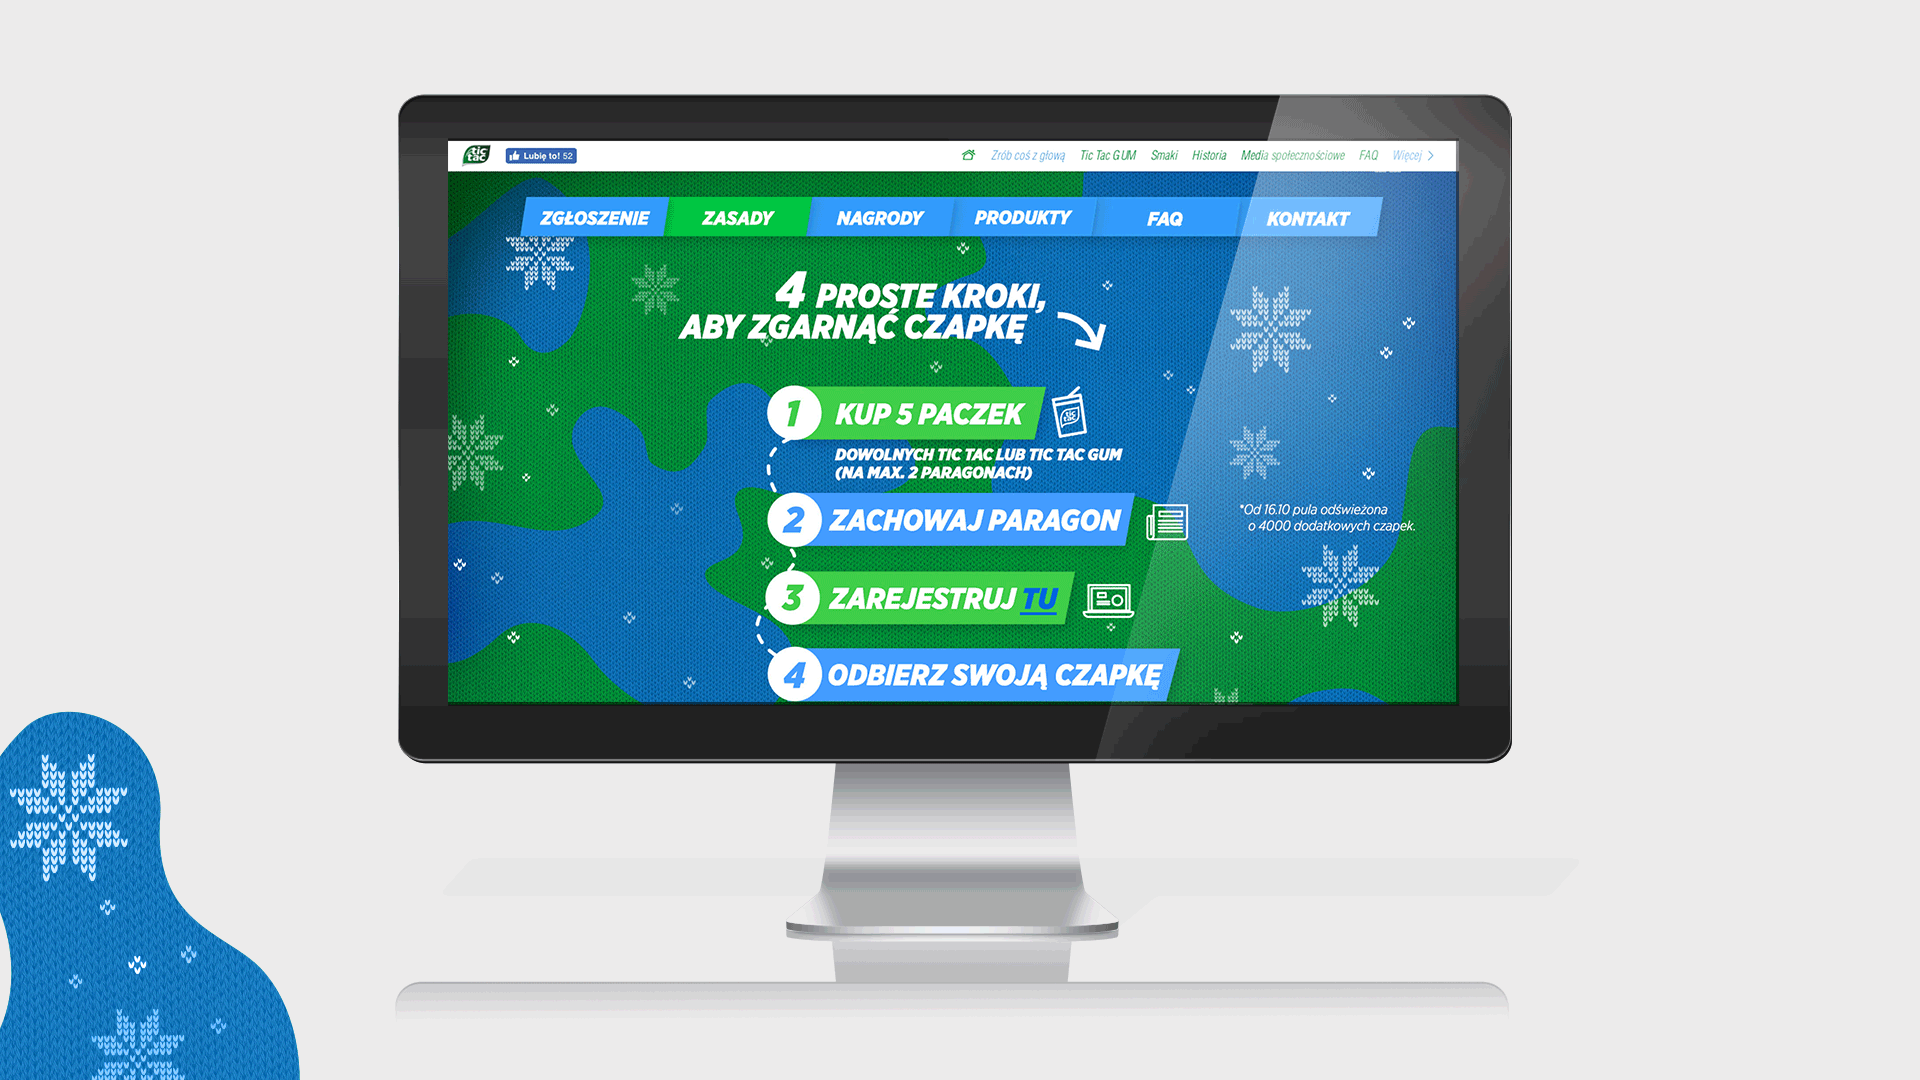 tic tac
Lubię to! 52
Zrób coś z głową Tic Tac GUM Smaki Historia Media społecznościowe FAQ Więcej
ZGŁOSZENIE ZASADY NAGRODY PRODUKTY FAQ KONTAKT
4 PROSTE KROKI,
ABY ZGARNĄĆ CZAPKĘ
1 KUP 5 PACZEK
tic tac
DOWOLNYCH TIC TAC LUB TIC TAC GUM
(NA MAX. 2 PARAGONACH)
2 ZACHOWAJ PARAGON
*Od 16.10 pula odświeżona
o 4000 dodatkowych czapek.
3 ZAREJESTRUJ TU
4 ODBIERZ SWOJĄ CZAPKĘ